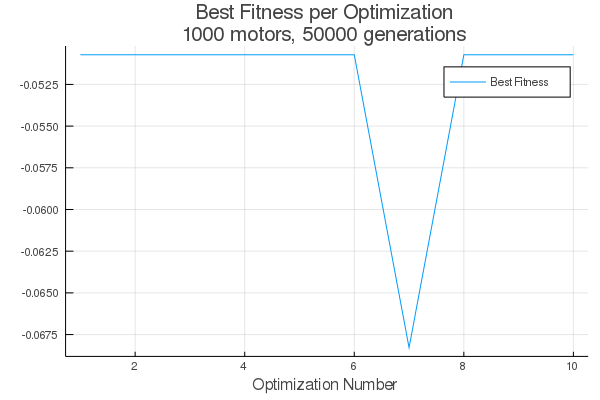 Best Fitness per Optimization
1000 motors, 50000 generations
Best Fitness
-0.0525
-0.0550
-0.0575
-0.0600
-0.0625
-0.0650
-0.0675
2 4 6 8 10
Optimization Number